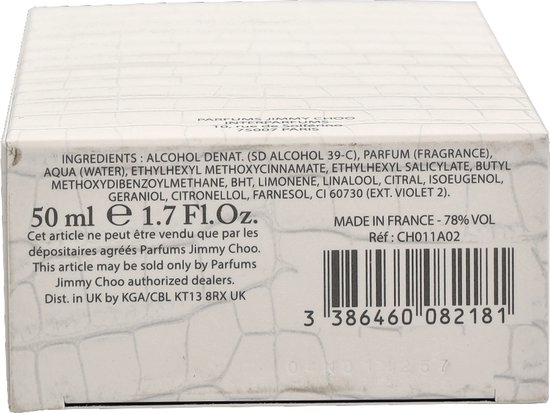 PARFUMS JIMMY CHOO
INTERPARFUMS
10, rue de Solférino
75007 PARIS
INGREDIENTS : ALCOHOL DENAT. (SD ALCOHOL 39-C), PARFUM (FRAGRANCE),
AQUA (WATER), ETHYLHEXYL METHOXYCINNAMATE, ETHYLHEXYL SALICYLATE, BUTYL
METHOXYDIBENZOYLMETHANE, BHT, LIMONENE, LINALOOL, CITRAL, ISOEUGENOL,
GERANIOL, CITRONELLOL, FARNESOL, CI 60730 (EXT. VIOLET 2).
50 ml ℮ 1.7 Fl.Oz.
Cet article ne peut être vendu que par les
dépositaires agréés Parfums Jimmy Choo.
This article may be sold only by Parfums
Jimmy Choo authorized dealers.
Dist. in UK by KGA/CBL KT13 8RX UK
MADE IN FRANCE - 78% VOL
Réf : CH011A02
3 386460 082181